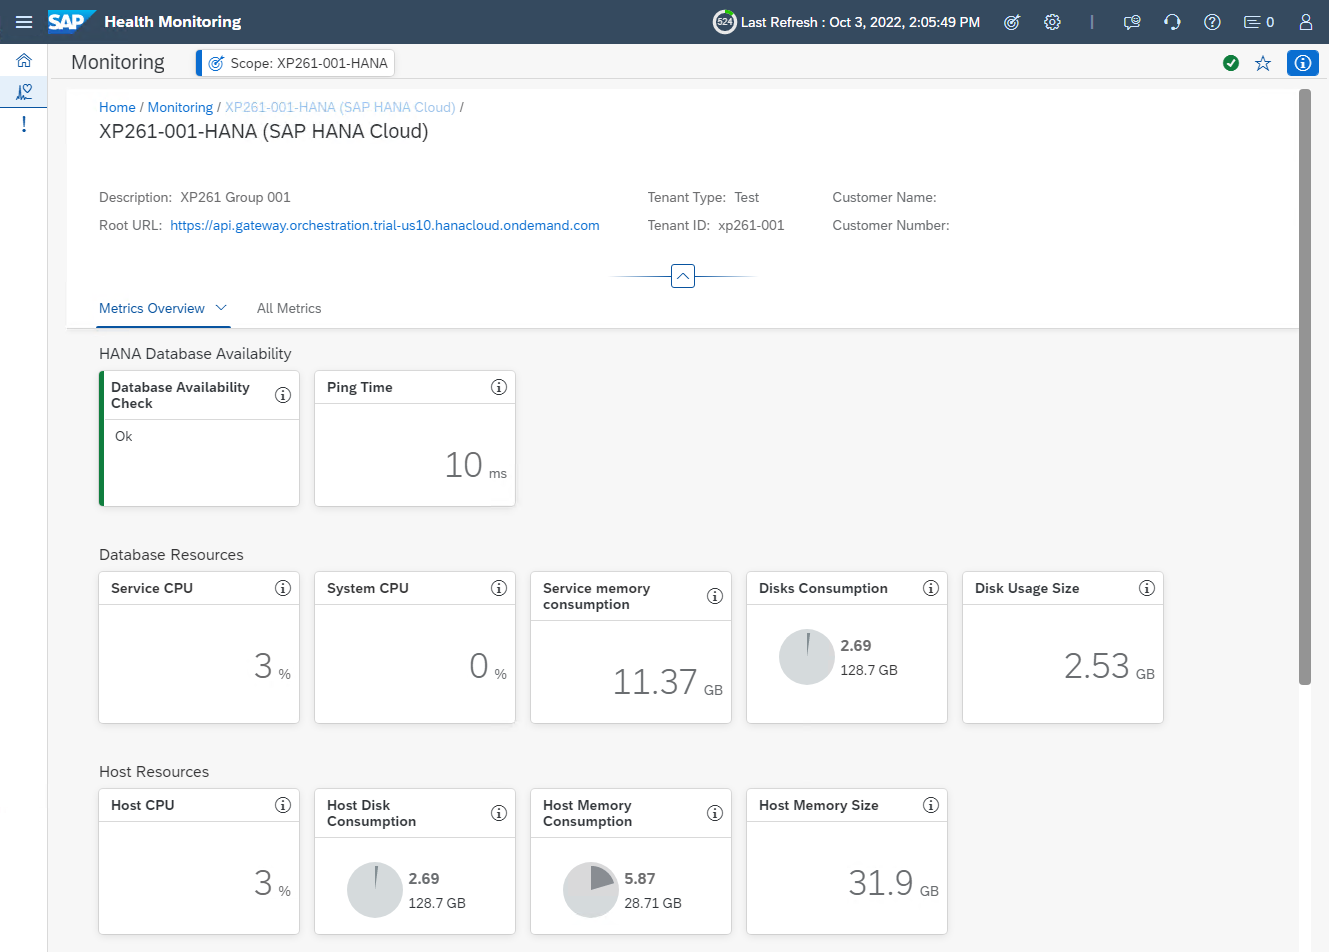 SAP Health Monitoring
524 Last Refresh : Oct 3, 2022, 2:05:49 PM
0
Monitoring
Scope: XP261-001-HANA
Home / Monitoring / XP261-001-HANA (SAP HANA Cloud) /
XP261-001-HANA (SAP HANA Cloud)
Description: XP261 Group 001
Tenant Type: Test
Customer Name:
Root URL: https://api.gateway.orchestration.trial-us10.hanacloud.ondemand.com
Tenant ID: xp261-001
Customer Number:
Metrics Overview
All Metrics
HANA Database Availability
Database Availability
Check
Ok
Ping Time
10 ms
Database Resources
Service CPU
3 %
System CPU
0 %
Service memory
consumption
11.37 GB
Disks Consumption
2.69
128.7 GB
Disk Usage Size
2.53 GB
Host Resources
Host CPU
3 %
Host Disk
Consumption
2.69
128.7 GB
Host Memory
Consumption
5.87
28.71 GB
Host Memory Size
31.9 GB